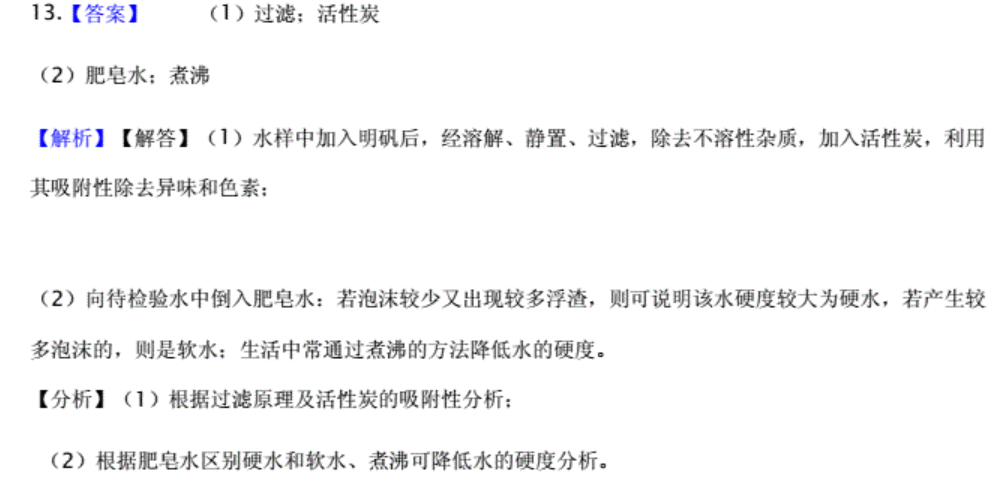 13.【答案】 （1）过滤；活性炭
（2）肥皂水；煮沸
【解析】【解答】（1）水样中加入明矾后，经溶解、静置、过滤，除去不溶性杂质，加入活性炭，利用
其吸附性除去异味和色素；
（2）向待检验水中倒入肥皂水：若泡沫较少又出现较多浮渣，则可说明该水硬度较大为硬水，若产生较
多泡沫的，则是软水；生活中常通过煮沸的方法降低水的硬度。
【分析】（1）根据过滤原理及活性炭的吸附性分析；
（2）根据肥皂水区别硬水和软水、煮沸可降低水的硬度分析。